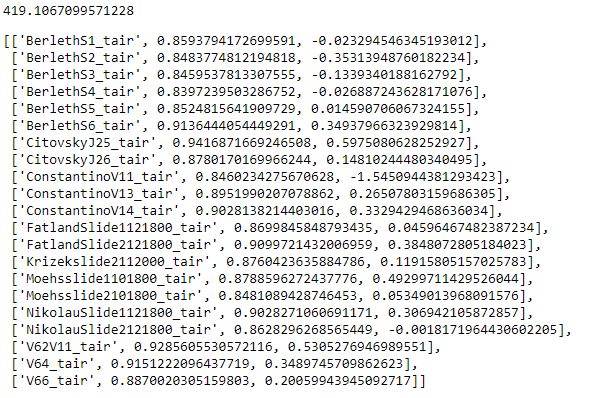 419.1067099571228
[['BerlethS1_tair', 0.8593794172699591, -0.023294546345193012],
['BerlethS2_tair', 0.8483774812194818, -0.35313948760182234],
['BerlethS3_tair', 0.8459537813307555, -0.1339340188162792],
['BerlethS4_tair', 0.8397239503286752, -0.026887243628171076],
['BerlethS5_tair', 0.8524815641909729, 0.014590706067324155],
['BerlethS6_tair', 0.9136444054449291, 0.34937966323929814],
['CitovskyJ25_tair', 0.9416871669246508, 0.5975080628252927],
['CitovskyJ26_tair', 0.8780170169966244, 0.14810244480340495],
['ConstantinoV11_tair', 0.8460234275670628, -1.5450944381293423],
['ConstantinoV13_tair', 0.8951990207078862, 0.26507803159686305],
['ConstantinoV14_tair', 0.9028138214403016, 0.3329429468636034],
['FatlandSlide1121800_tair', 0.8699845848793435, 0.04596467482387234],
['FatlandSlide2121800_tair', 0.9099721432006959, 0.3848072805184023],
['Krizekslide2112000_tair', 0.8760423635884786, 0.11915805157025783],
['Moehsslide1101800_tair', 0.8788596272437776, 0.49299711429526044],
['Moehsslide2101800_tair', 0.8481089428746453, 0.05349013968091576],
['NikolauSlide1121800_tair', 0.9028271060691171, 0.306942105872857],
['NikolauSlide2121800_tair', 0.8628296268565449, -0.0018171964430602205],
['V62V11_tair', 0.9285605530572116, 0.5305276946989551],
['V64_tair', 0.9151222096437719, 0.3489745709862623],
['V66_tair', 0.8870020305159803, 0.20059943945092717]]